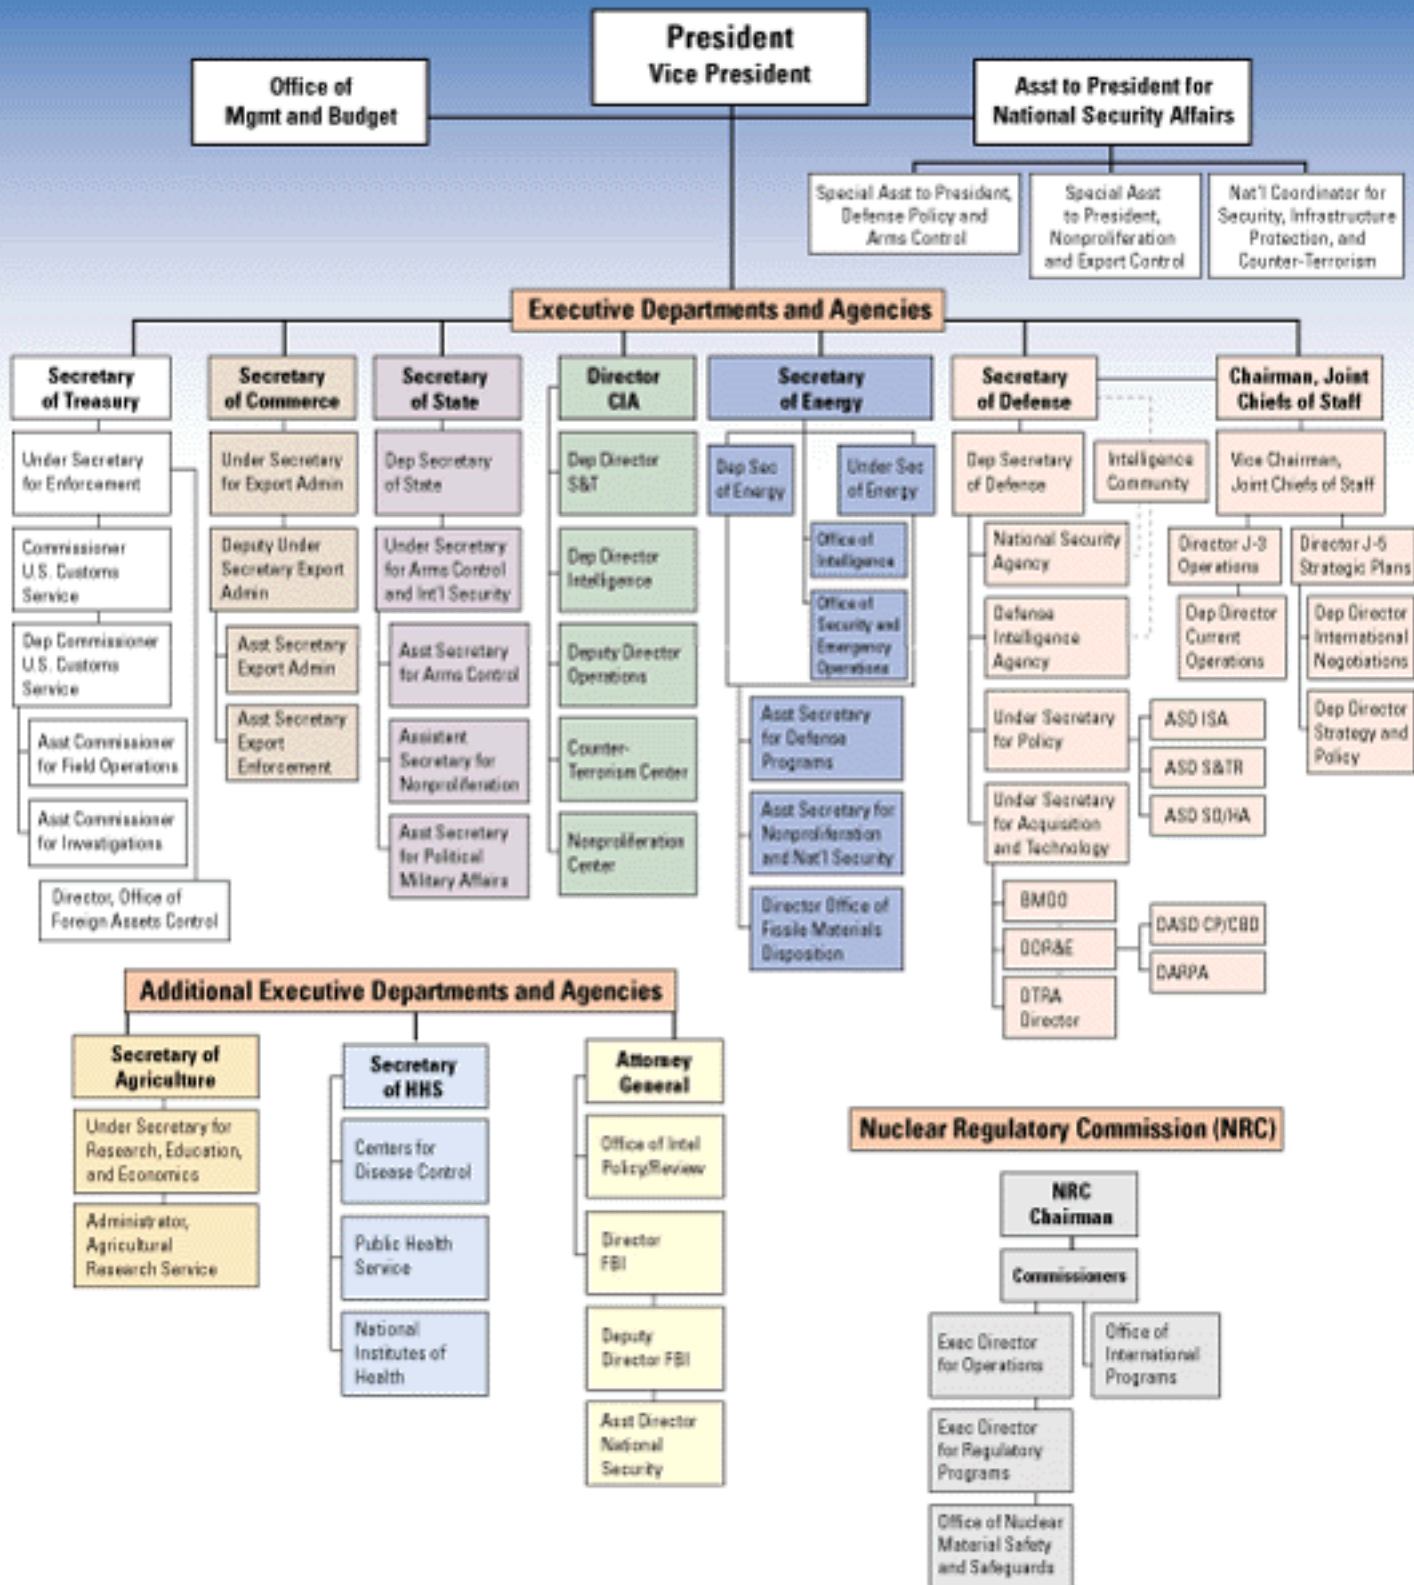 President
Vice President
Office of
Mgmt and Budget
Asst to President for
National Security Affairs
Special Asst to President,
Defense Policy and
Arms Control
Special Asst
to President,
Nonproliferation
and Export Control
Nat'l Coordinator for
Security, Infrastructure
Protection, and
Counter-Terrorism
Executive Departments and Agencies
Secretary
of Treasury
Under Secretary
for Enforcement
Commissioner
U.S. Customs
Service
Dep Commissioner
U.S. Customs
Service
Asst Commissioner
for Field Operations
Asst Commissioner
for Investigations
Director, Office of
Foreign Assets Control
Secretary
of Commerce
Under Secretary
for Export Admin
Deputy Under
Secretary Export
Admin
Asst Secretary
Export Admin
Asst Secretary
Export
Enforcement
Secretary
of State
Dep Secretary
of State
Under Secretary
for Arms Control
and Int'l Security
Asst Secretary
for Arms Control
Assistant
Secretary for
Nonproliferation
Asst Secretary
for Political
Military Affairs
Director
CIA
Dep Director
S&T
Dep Director
Intelligence
Deputy Director
Operations
Counter-
Terrorism Center
Nonproliferation
Center
Secretary
of Energy
Dep Sec
of Energy
Under Sec
of Energy
Office of
Intelligence
Office of
Security and
Emergency
Operations
Asst Secretary
for Defense
Programs
Asst Secretary for
Nonproliferation
and Nat'l Security
Director Office of
Fissile Materials
Disposition
Secretary
of Defense
Dep Secretary
of Defense
Intelligence
Community
National Security
Agency
Defense
Intelligence
Agency
Under Secretary
for Policy
ASD ISA
ASD S&TR
ASD SO/HA
Under Secretary
for Acquisition
and Technology
BMDO
DDR&E
DASD CP/CBD
DARPA
DTRA
Director
Chairman, Joint
Chiefs of Staff
Vice Chairman,
Joint Chiefs of Staff
Director J-3
Operations
Dep Director
Current
Operations
Director J-5
Strategic Plans
Dep Director
International
Negotiations
Dep Director
Strategy and
Policy
Additional Executive Departments and Agencies
Secretary of
Agriculture
Under Secretary for
Research, Education,
and Economics
Administrator,
Agricultural
Research Service
Secretary
of HHS
Centers for
Disease Control
Public Health
Service
National
Institutes of
Health
Attorney
General
Office of Intel
Policy/Review
Director
FBI
Deputy
Director FBI
Asst Director
National
Security
Nuclear Regulatory Commission (NRC)
NRC
Chairman
Commissioners
Exec Director
for Operations
Office of
International
Programs
Exec Director
for Regulatory
Programs
Office of Nuclear
Material Safety
and Safeguards